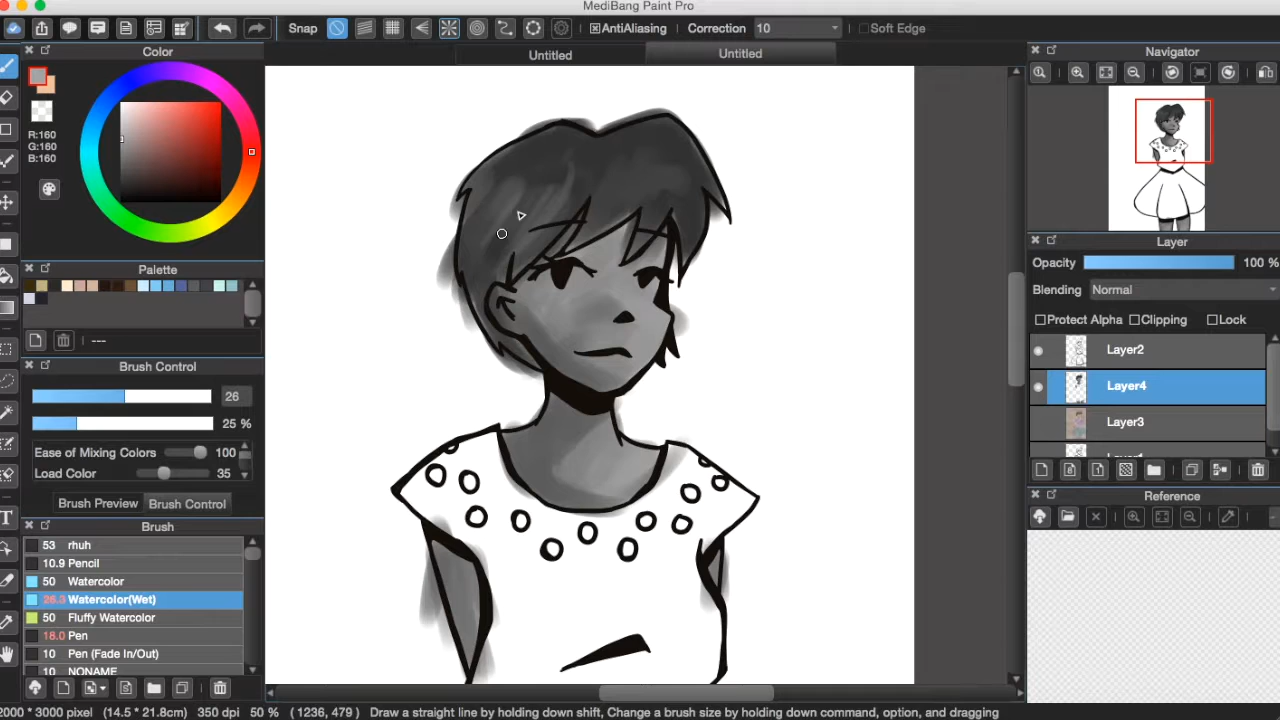 MediBang Paint Pro
Snap
AntiAliasing
Correction 10
Soft Edge
Color
Untitled
Untitled
Navigator
R:160
G:160
B:160
Palette
---
Brush Control
26
25 %
Ease of Mixing Colors 100
Load Color 35
Brush Preview
Brush Control
Brush
53 rhuh
10.9 Pencil
50 Watercolor
26.3 Watercolor(Wet)
50 Fluffy Watercolor
18.0 Pen
10 Pen (Fade In/Out)
10 NONAME
Layer
Opacity 100 %
Blending Normal
Protect Alpha
Clipping
Lock
Layer2
Layer4
Layer3
Reference
2000 * 3000 pixel (14.5 * 21.8cm) 350 dpi 50 % ( 1236, 479 ) Draw a straight line by holding down shift, Change a brush size by holding down command, option, and dragging